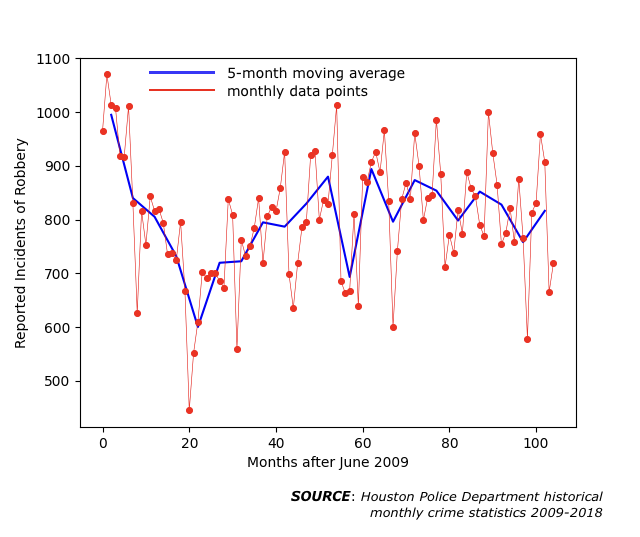 1100
1000
900
800
700
600
500
Reported Incidents of Robbery
5-month moving average
monthly data points
0 20 40 60 80 100
Months after June 2009
SOURCE: Houston Police Department historical
monthly crime statistics 2009-2018